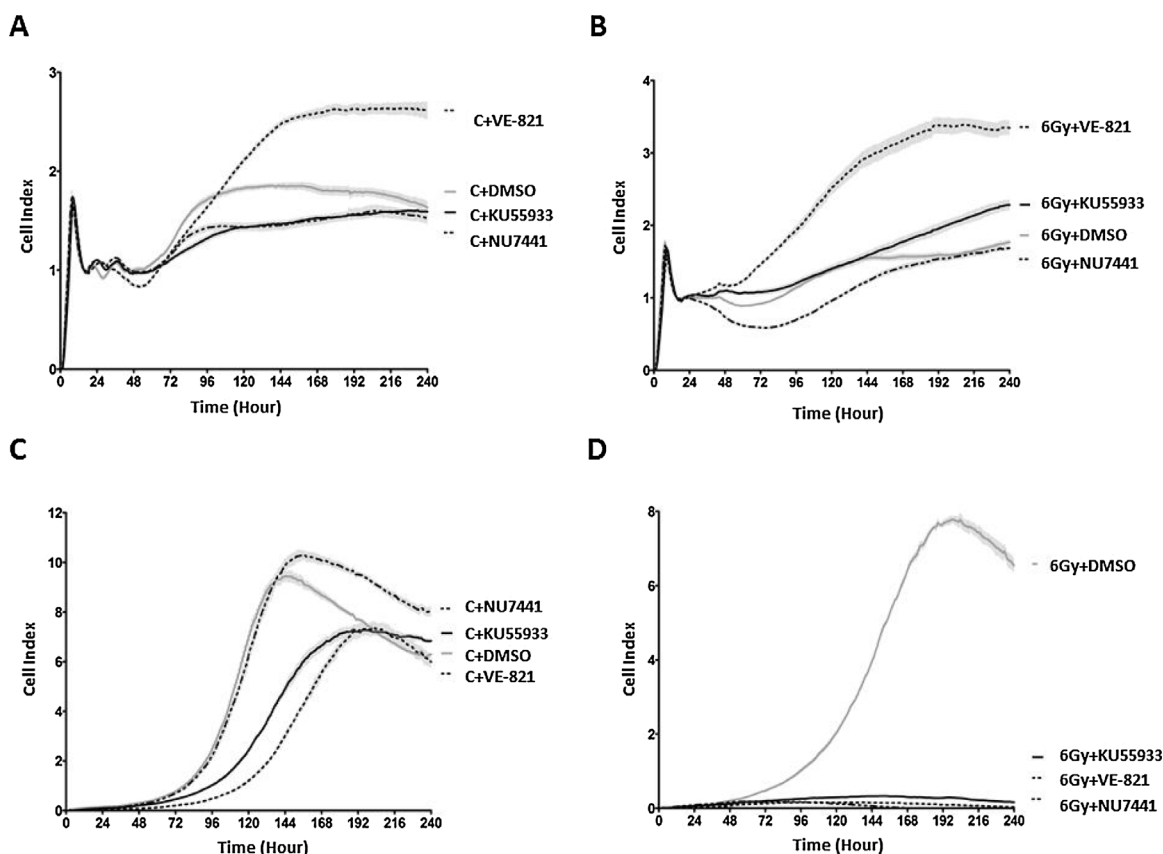 A
Cell Index
3
2
1
0
0 24 48 72 96 120 144 168 192 216 240
Time (Hour)
C+VE-821
C+DMSO
C+KU55933
C+NU7441
B
Cell Index
4
3
2
1
0
0 24 48 72 96 120 144 168 192 216 240
Time (Hour)
6Gy+VE-821
6Gy+KU55933
6Gy+DMSO
6Gy+NU7441
C
Cell Index
12
10
8
6
4
2
0
0 24 48 72 96 120 144 168 192 216 240
Time (Hour)
C+NU7441
C+KU55933
C+DMSO
C+VE-821
D
Cell Index
8
6
4
2
0
0 24 48 72 96 120 144 168 192 216 240
Time (Hour)
6Gy+DMSO
6Gy+KU55933
6Gy+VE-821
6Gy+NU7441